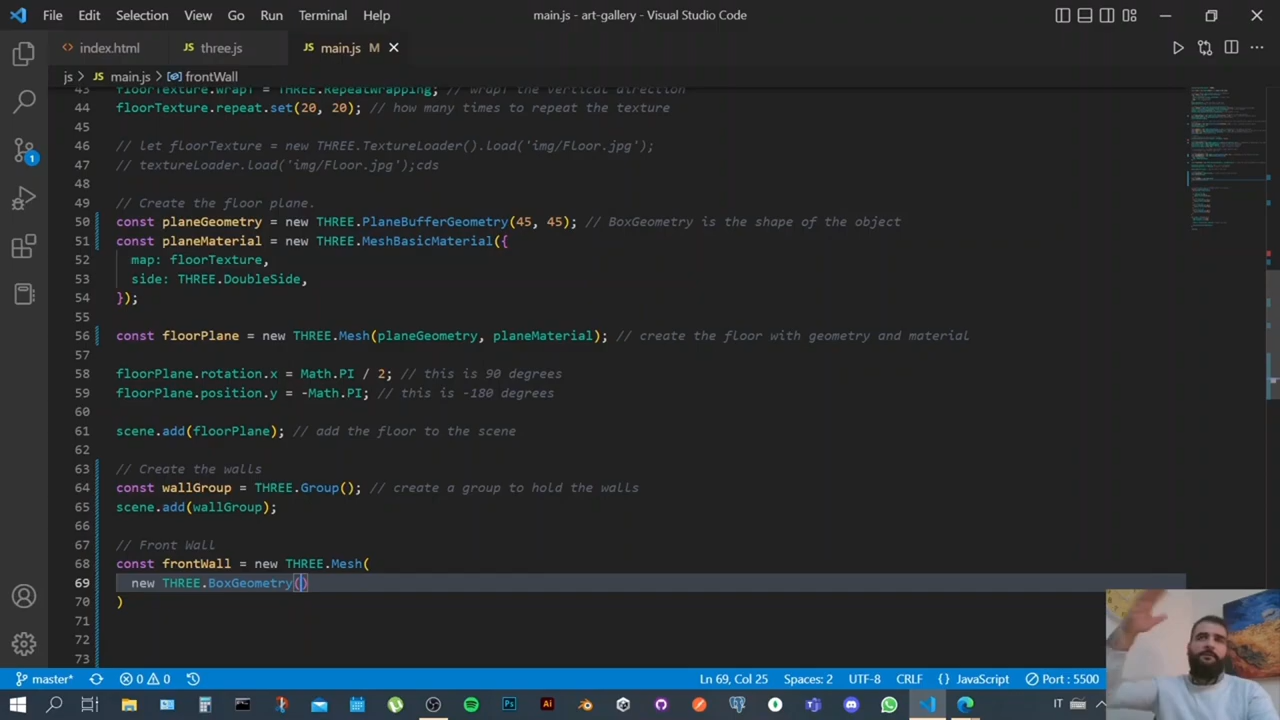 File Edit Selection View Go Run Terminal Help
main.js - art-gallery - Visual Studio Code
index.html
JS three.js
JS main.js M
js > JS main.js > frontWall
43 floorTexture.wrapT = THREE.RepeatWrapping; // wrapT the vertical direction
44 floorTexture.repeat.set(20, 20); // how many times to repeat the texture
45
46 // let floorTexture = new THREE.TextureLoader().load('img/Floor.jpg');
47 // textureLoader.load('img/Floor.jpg');cds
48
49 // Create the floor plane.
50 const planeGeometry = new THREE.PlaneBufferGeometry(45, 45); // BoxGeometry is the shape of the object
51 const planeMaterial = new THREE.MeshBasicMaterial({
52 map: floorTexture,
53 side: THREE.DoubleSide,
54 });
55
56 const floorPlane = new THREE.Mesh(planeGeometry, planeMaterial); // create the floor with geometry and material
57
58 floorPlane.rotation.x = Math.PI / 2; // this is 90 degrees
59 floorPlane.position.y = -Math.PI; // this is -180 degrees
60
61 scene.add(floorPlane); // add the floor to the scene
62
63 // Create the walls
64 const wallGroup = THREE.Group(); // create a group to hold the walls
65 scene.add(wallGroup);
66
67 // Front Wall
68 const frontWall = new THREE.Mesh(
69 new THREE.BoxGeometry()
70 )
71
72
73
1
master* 0 0 Ln 69, Col 25 Spaces: 2 UTF-8 CRLF {} JavaScript Port : 5500
Ps Ai IT